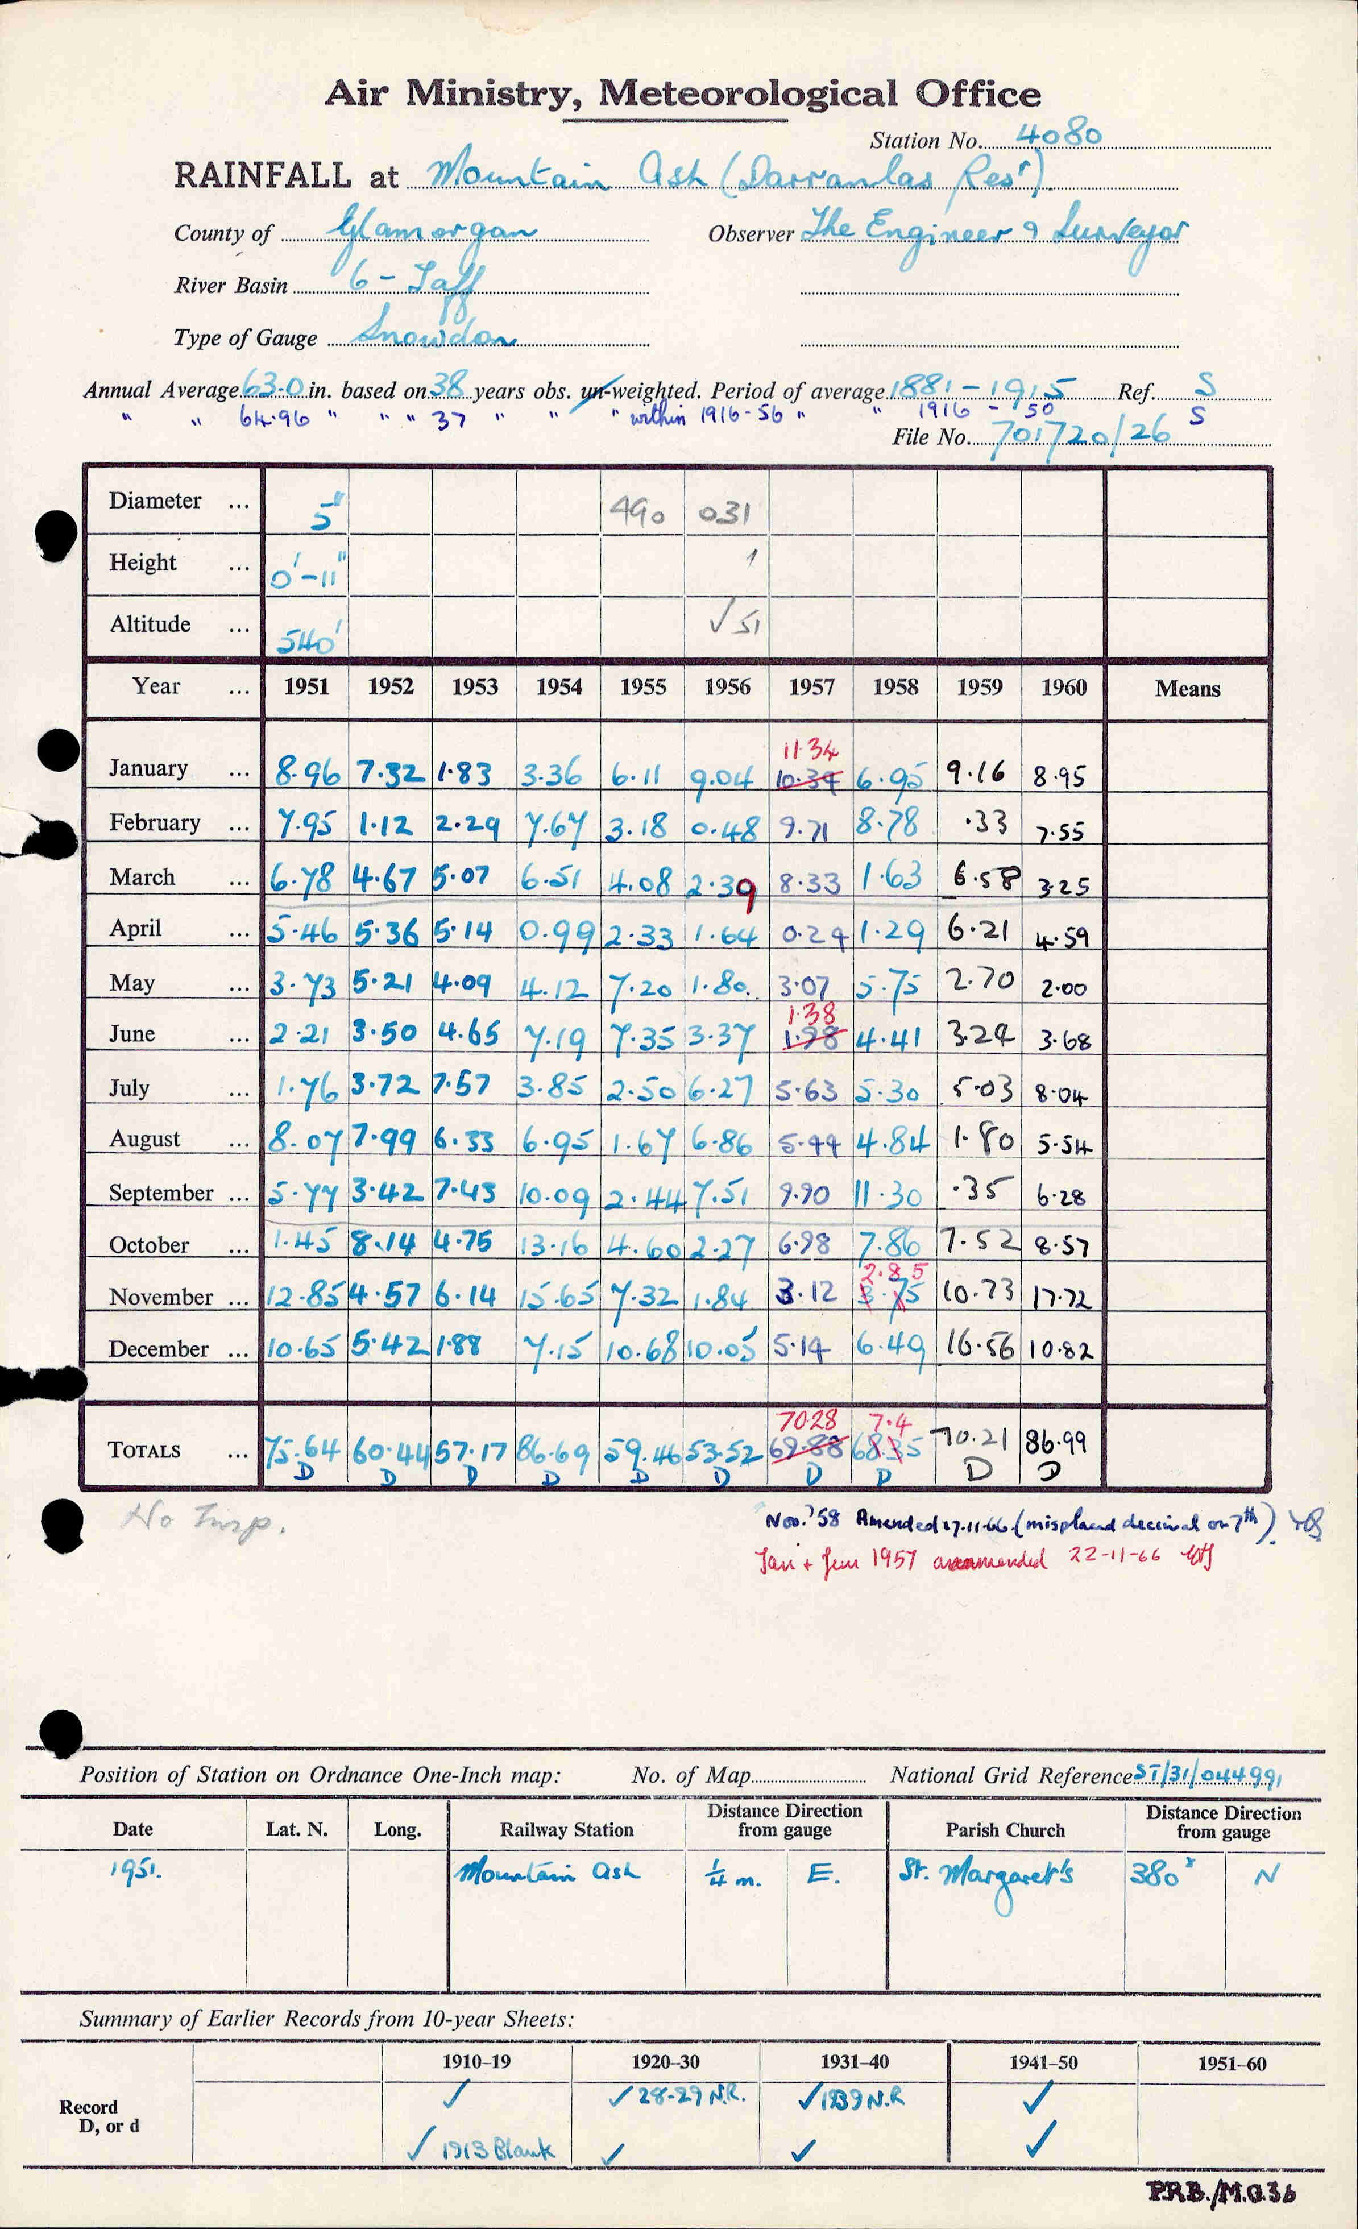 Air Ministry, Meteorological Office
Station No. 4080
RAINFALL at Mountain Ash (Darranlas Resr).
County of Glamorgan Observer The Engineer & Surveyor
River Basin 6 - Taff
Type of Gauge Snowdon
Annual Average 63.0 in. based on 38 years obs. un-weighted. Period of average 1881-1915 Ref. S
" " 64.96 " " " 37 " " " within 1916-56 " " 1916 - 50 S
File No. 701720/26
Diameter ... 5" 490 031
Height ... 0'-11" 1
Altitude ... 540' √ 51
Year ... 1951 1952 1953 1954 1955 1956 1957 1958 1959 1960 Means
11.34
January ... 8.96 7.32 1.83 3.36 6.11 9.04 10.34 6.95 9.16 8.95
February ... 7.95 1.12 2.29 7.67 3.18 0.48 9.71 8.78 .33 7.55
March ... 6.78 4.67 5.07 6.51 4.08 2.39 8.33 1.63 6.58 3.25
April ... 5.46 5.36 5.14 0.99 2.33 1.64 0.24 1.29 6.21 4.59
May ... 3.73 5.21 4.09 4.12 7.20 1.80 3.07 5.75 2.70 2.00
1.38
June ... 2.21 3.50 4.65 7.19 7.35 3.37 1.98 4.41 3.24 3.68
July ... 1.76 3.72 7.57 3.85 2.50 6.27 5.63 5.30 5.03 8.04
August ... 8.07 7.99 6.33 6.95 1.67 6.86 5.44 4.84 1.80 5.54
September ... 5.77 3.42 7.43 10.09 2.44 7.51 9.90 11.30 .35 6.28
October ... 1.45 8.14 4.75 13.16 4.60 2.27 6.98 7.86 7.52 8.57
2.85
November ... 12.85 4.57 6.14 15.65 7.32 1.84 3.12 3.75 10.73 17.72
December ... 10.65 5.42 1.88 7.15 10.68 10.05 5.14 6.49 16.56 10.82
70.28 7.4
TOTALS ... 75.64 60.44 57.17 86.69 59.46 53.52 69.88 68.35 70.21 86.99
D D D D D D D D D D
No Insp.
Nov. '58 Amended 27.11.66. (misplaced decimal on 7th)
Jan + Jun 1957 ammended 22-11-66
Position of Station on Ordnance One-Inch map: No. of Map National Grid Reference ST/31/044991
Date Lat. N. Long. Railway Station Distance Direction from gauge Parish Church Distance Direction from gauge
1951. Mountain Ash ¼ m. E. St. Margaret's 380x N
Summary of Earlier Records from 10-year Sheets:
1910–19 1920–30 1931–40 1941–50 1951–60
Record ✓ ✓ 28-29 N.R. ✓ 1939 N.R ✓
D, or d ✓ 1913 Blank ✓ ✓ ✓
P.R.B./M.O.36